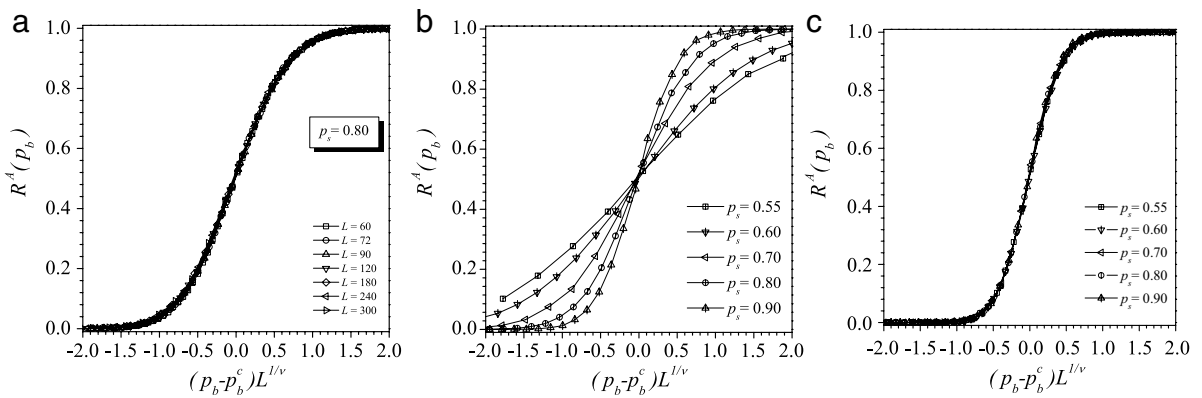 a
R^A(p_b)
1.0
0.8
0.6
0.4
0.2
0.0
p_s = 0.80
L = 60
L = 72
L = 90
L = 120
L = 180
L = 240
L = 300
-2.0 -1.5 -1.0 -0.5 0.0 0.5 1.0 1.5 2.0
(p_b-p_b^c)L^{1/ν}
b
R^A(p_b)
1.0
0.8
0.6
0.4
0.2
0.0
p_s = 0.55
p_s = 0.60
p_s = 0.70
p_s = 0.80
p_s = 0.90
-2.0 -1.5 -1.0 -0.5 0.0 0.5 1.0 1.5 2.0
(p_b-p_b^c)L^{1/ν}
c
R^A(p_b)
1.0
0.8
0.6
0.4
0.2
0.0
p_s = 0.55
p_s = 0.60
p_s = 0.70
p_s = 0.80
p_s = 0.90
-2.0 -1.5 -1.0 -0.5 0.0 0.5 1.0 1.5 2.0
(p_b-p_b^c)L^{1/ν}